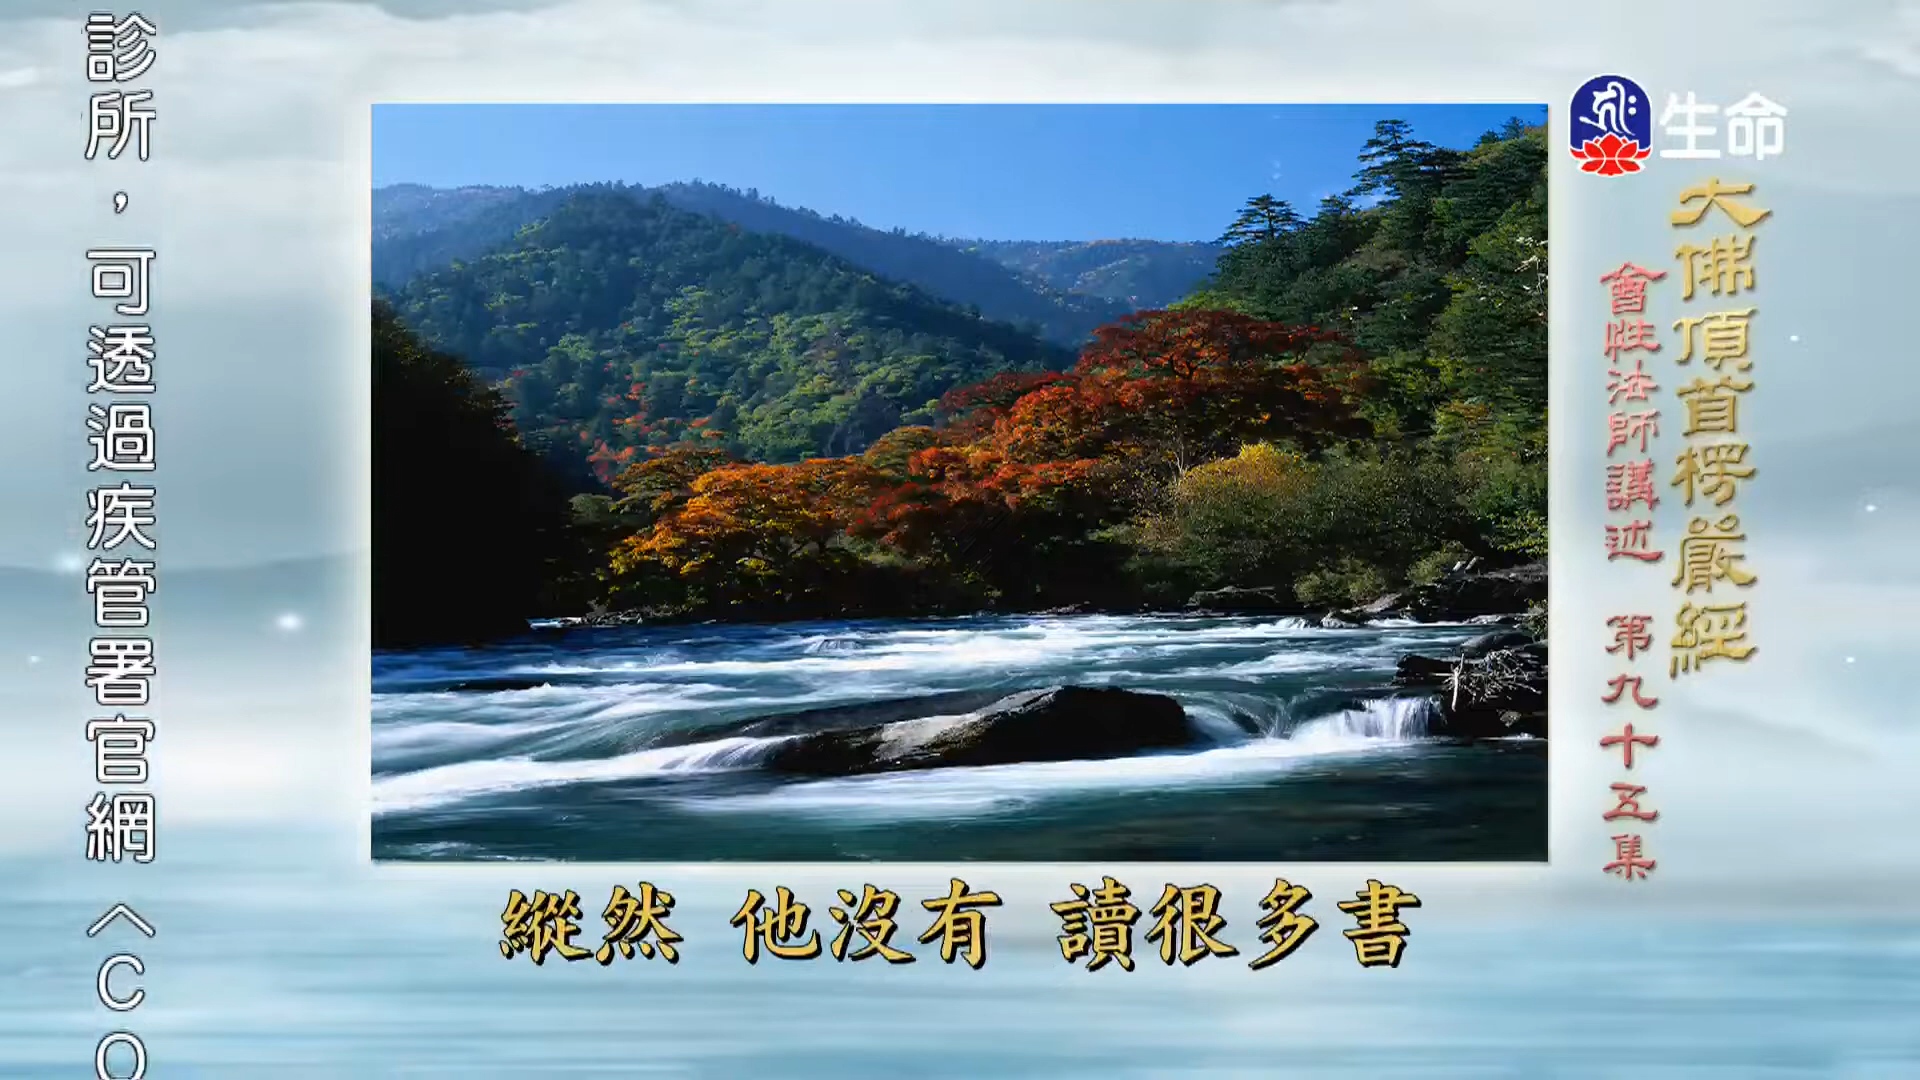 生命
大佛頂首楞嚴經
會性法師講述 第九十五集
診所，可透過疾管署官網〈CO
縱然 他沒有 讀很多書